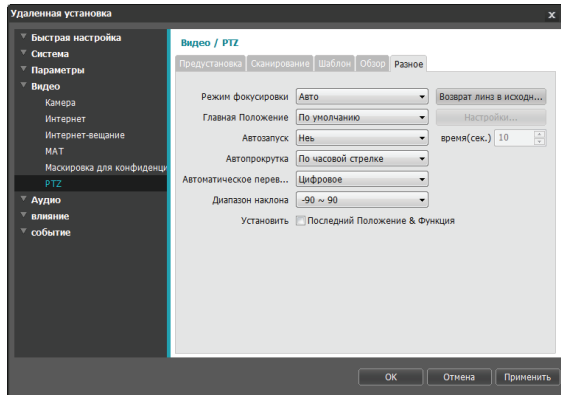 Удаленная установка x
Быстрая настройка
Система
Параметры
Видео
Камера
Интернет
Интернет-вещание
MAT
Маскировка для конфиденци
PTZ
Аудио
влияние
событие
Видео / PTZ
Предустановка Сканирование Шаблон Обзор Разное
Режим фокусировки Авто Возврат линз в исходн...
Главная Положение По умолчанию Настройки...
Автозапуск Неь время(сек.) 10
Автопрокрутка По часовой стрелке
Автоматическое перев... Цифровое
Диапазон наклона -90 ~ 90
Установить Последний Положение & Функция
OK Отмена Применить